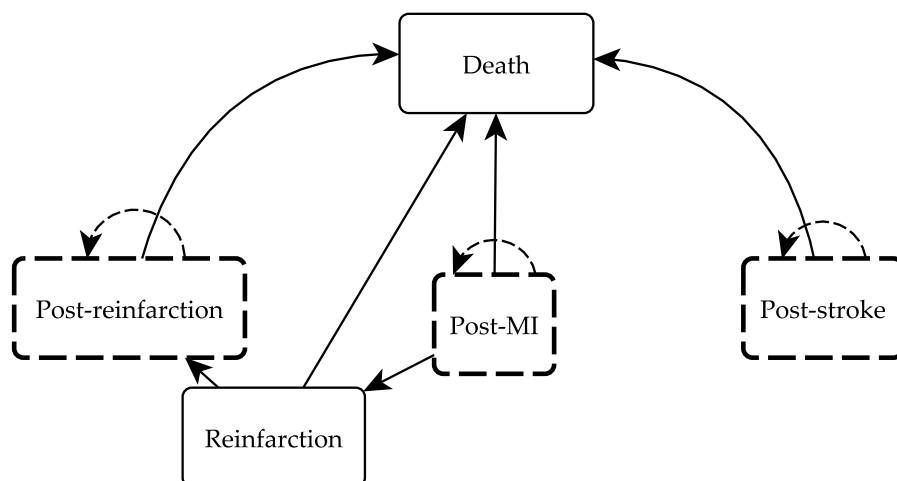 Death
Post-reinfarction
Post-MI
Post-stroke
Reinfarction